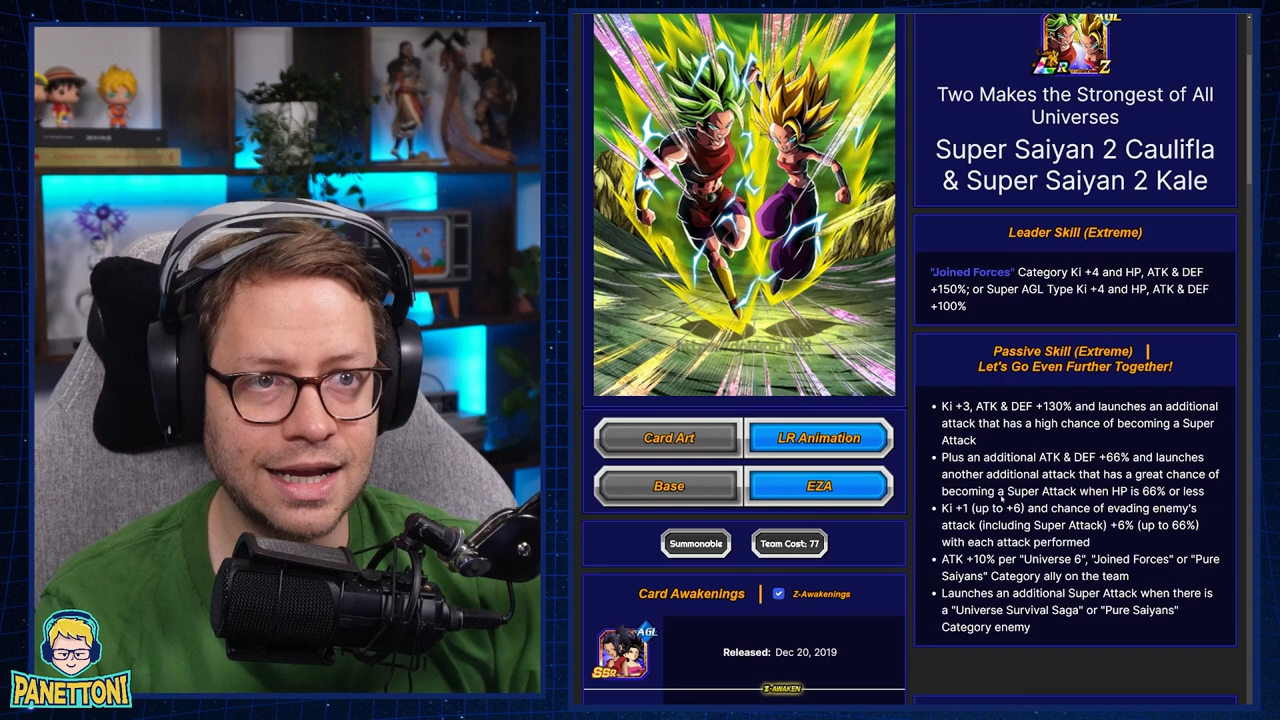 PANETTONI
Card Art
LR Animation
Base
EZA
Summonable
Team Cost: 77
Card Awakenings
Z-Awakenings
AGL
SSR
Released: Dec 20, 2019
Z-AWAKEN
AGL
LR
Z
Two Makes the Strongest of All
Universes
Super Saiyan 2 Caulifla
& Super Saiyan 2 Kale
Leader Skill (Extreme)
"Joined Forces" Category Ki +4 and HP, ATK & DEF
+150%; or Super AGL Type Ki +4 and HP, ATK & DEF
+100%
Passive Skill (Extreme)
Let's Go Even Further Together!
• Ki +3, ATK & DEF +130% and launches an additional
attack that has a high chance of becoming a Super
Attack
• Plus an additional ATK & DEF +66% and launches
another additional attack that has a great chance of
becoming a Super Attack when HP is 66% or less
• Ki +1 (up to +6) and chance of evading enemy's
attack (including Super Attack) +6% (up to 66%)
with each attack performed
• ATK +10% per "Universe 6", "Joined Forces" or "Pure
Saiyans" Category ally on the team
• Launches an additional Super Attack when there is
a "Universe Survival Saga" or "Pure Saiyans"
Category enemy